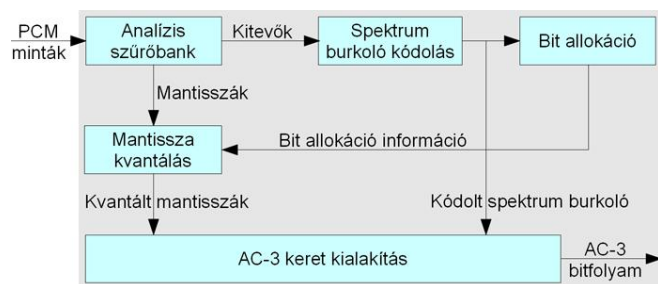 PCM
minták
Analízis
szűrőbank
Kitevők
Spektrum
burkoló kódolás
Bit allokáció
Mantisszák
Mantissza
kvantálás
Bit allokáció információ
Kvantált mantisszák
Kódolt spektrum burkoló
AC-3 keret kialakítás
AC-3
bitfolyam